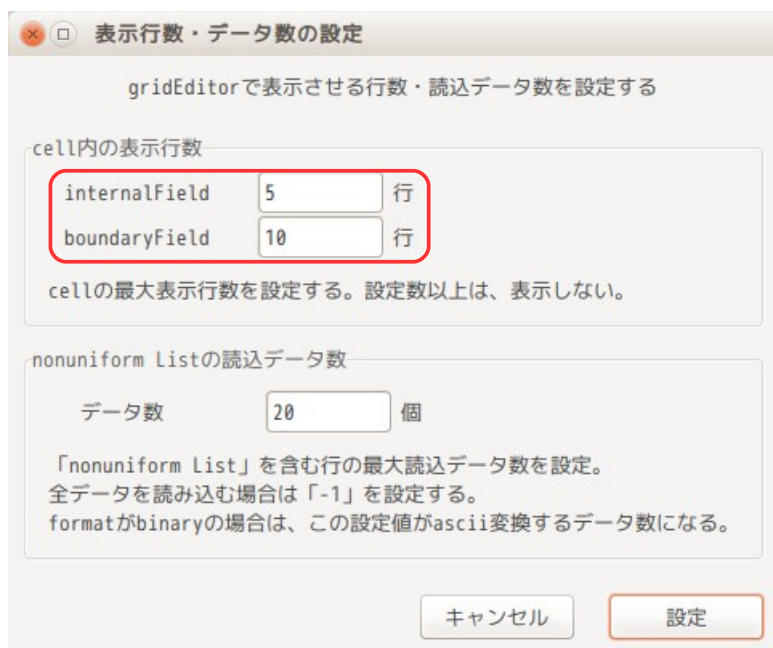 表示行数・データ数の設定
gridEditorで表示させる行数・読込データ数を設定する
cell内の表示行数
internalField 5 行
boundaryField 10 行
cellの最大表示行数を設定する。設定数以上は、表示しない。
nonuniform Listの読込データ数
データ数 20 個
「nonuniform List」を含む行の最大読込データ数を設定。
全データを読み込む場合は「-1」を設定する。
formatがbinaryの場合は、この設定値がascii変換するデータ数になる。
キャンセル 設定